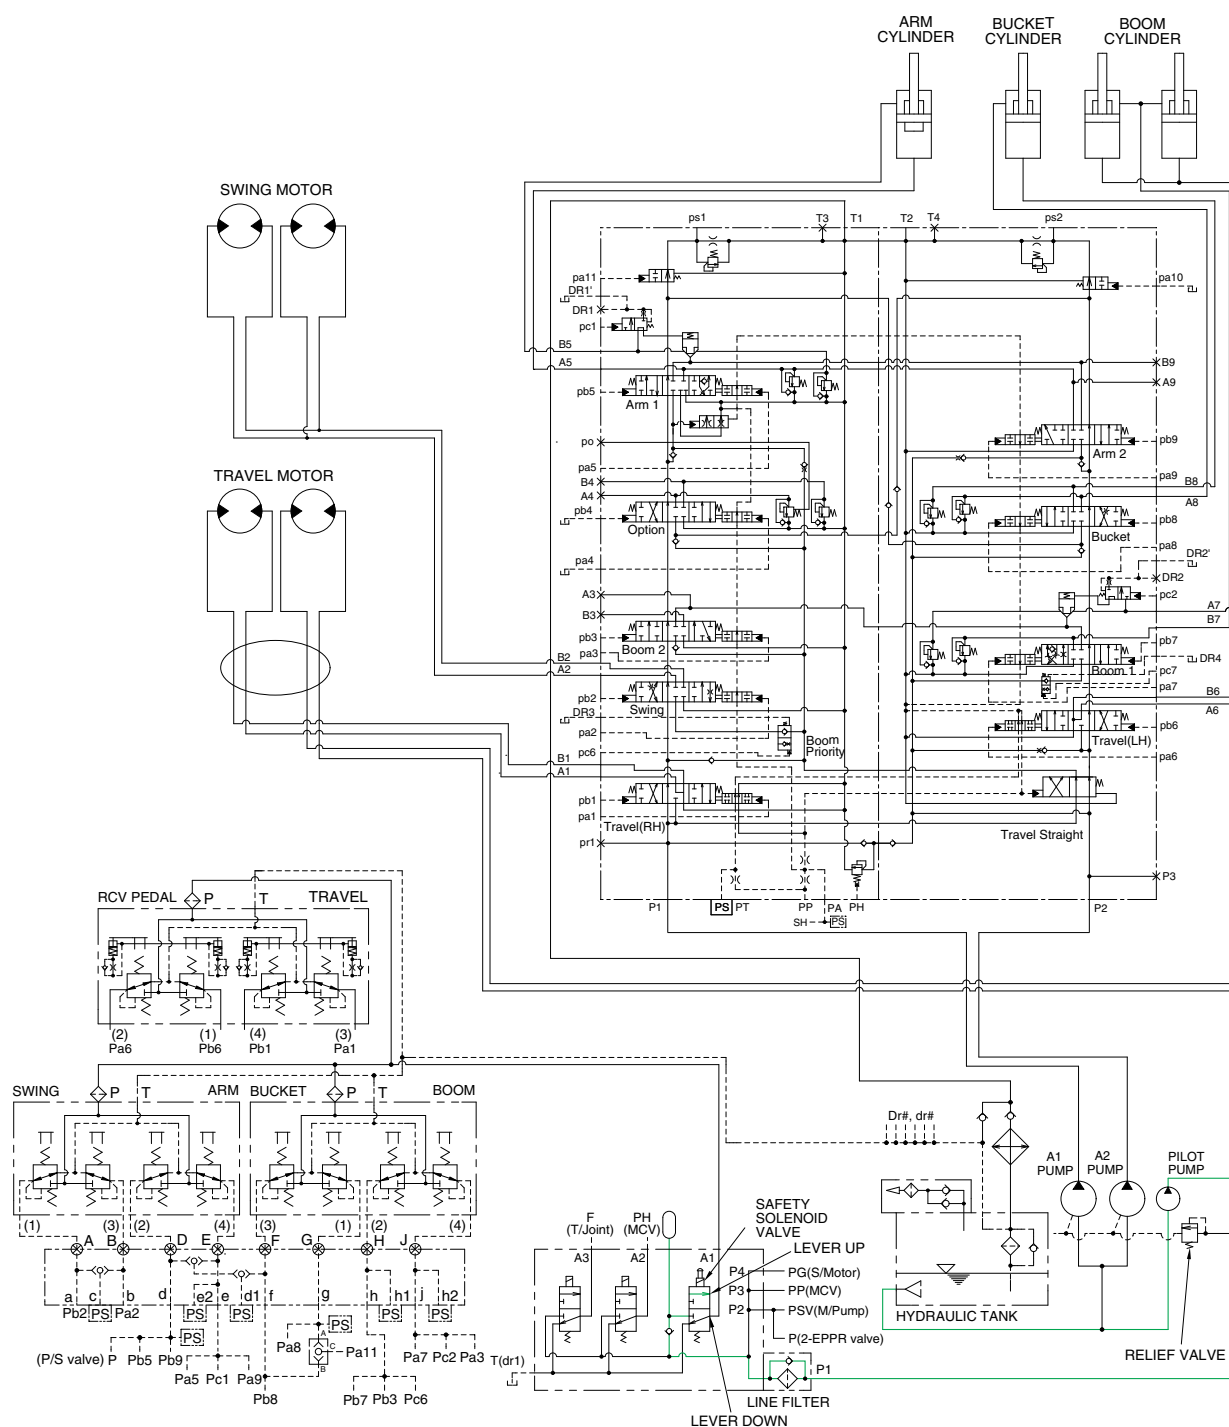 ARM
CYLINDER
BUCKET
CYLINDER
BOOM
CYLINDER
SWING MOTOR
TRAVEL MOTOR
ps1
T3
T1
T2
T4
ps2
pa11
DR1'
DR1
pc1
B5
A5
pb5
Arm 1
po
pa5
B4
A4
pb4
Option
pa4
A3
B3
pb3
Boom 2
pa3
B2
A2
pb2
Swing
DR3
pa2
Boom
Priority
pc6
B1
A1
pb1
pa1
Travel(RH)
pr1
pa10
B9
A9
pb9
Arm 2
pa9
B8
A8
pb8
Bucket
pa8
DR2'
DR2
pc2
A7
B7
pb7
DR4
Boom 1
pc7
pa7
B6
A6
pb6
Travel(LH)
pa6
Travel Straight
P3
P1
PS
PT
PP
PA
PH
P2
SH
PS
RCV PEDAL
P
T
TRAVEL
(2)
(1)
(4)
(3)
Pa6
Pb6
Pb1
Pa1
SWING
P
T
ARM
BUCKET
P
T
BOOM
(1)
(3)
(2)
(4)
(3)
(1)
(2)
(4)
A
B
D
E
F
G
H
J
a
c
b
d
e2
e
d1
f
g
h
h1
j
h2
Pb2
PS
Pa2
PS
PS
PS
PS
PS
PS
(P/S valve) P
Pb5
Pb9
Pa5
Pc1
Pa9
Pb8
Pa8
A
C
B
Pa11
Pb7
Pb3
Pc6
Pa7
Pc2
Pa3
F
(T/Joint)
PH
(MCV)
SAFETY
SOLENOID
VALVE
LEVER UP
A3
A2
A1
P4
PG(S/Motor)
P3
PP(MCV)
P2
PSV(M/Pump)
P(2-EPPR valve)
T(dr1)
P1
LINE FILTER
LEVER DOWN
Dr#, dr#
HYDRAULIC TANK
A1
PUMP
A2
PUMP
PILOT
PUMP
RELIEF VALVE